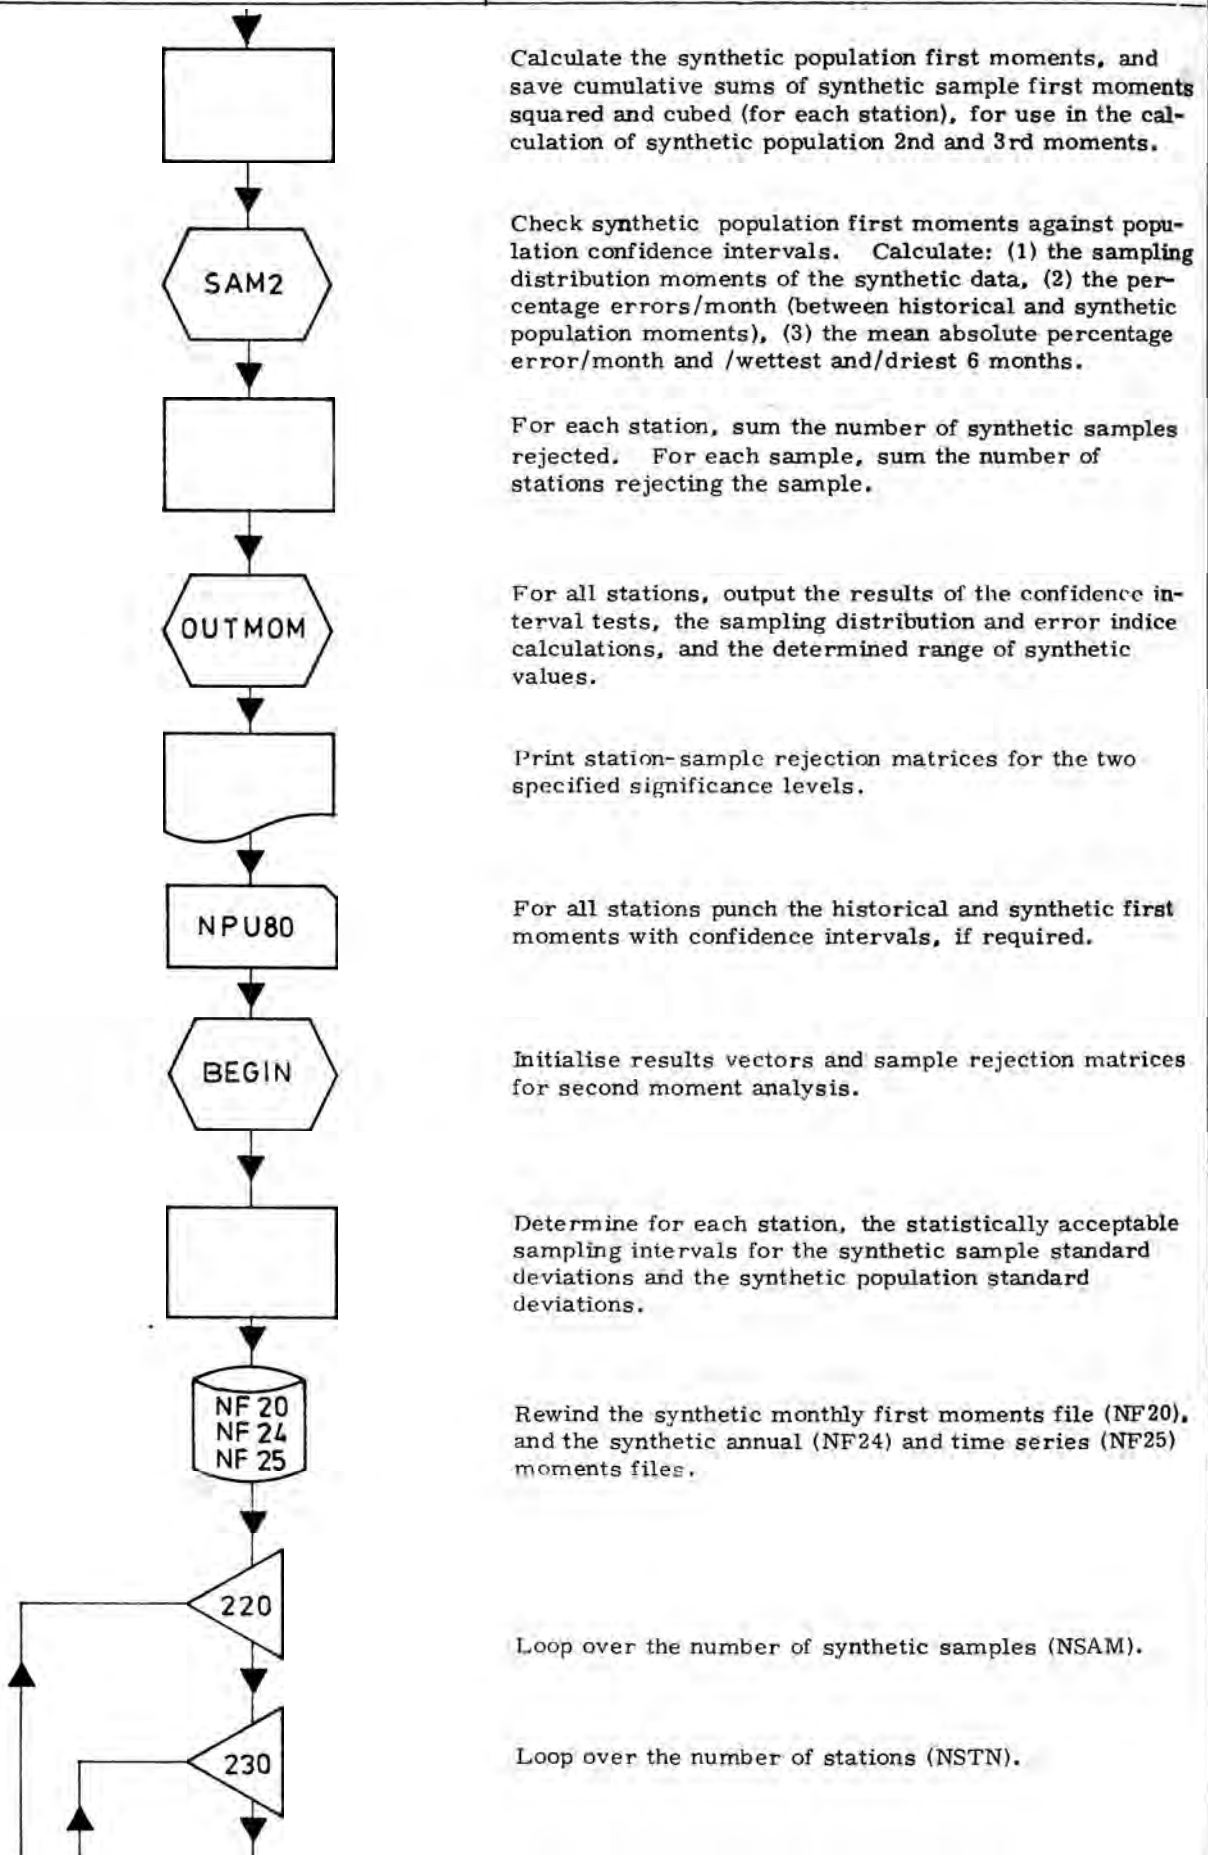 Calculate the synthetic population first moments, and
save cumulative sums of synthetic sample first moments
squared and cubed (for each station), for use in the cal-
culation of synthetic population 2nd and 3rd moments.
SAM2
Check synthetic population first moments against popu-
lation confidence intervals. Calculate: (1) the sampling
distribution moments of the synthetic data, (2) the per-
centage errors/month (between historical and synthetic
population moments), (3) the mean absolute percentage
error/month and /wettest and/driest 6 months.
For each station, sum the number of synthetic samples
rejected. For each sample, sum the number of
stations rejecting the sample.
OUTMOM
For all stations, output the results of the confidence in-
terval tests, the sampling distribution and error indice
calculations, and the determined range of synthetic
values.
Print station-sample rejection matrices for the two
specified significance levels.
NPU80
For all stations punch the historical and synthetic first
moments with confidence intervals, if required.
BEGIN
Initialise results vectors and sample rejection matrices
for second moment analysis.
Determine for each station, the statistically acceptable
sampling intervals for the synthetic sample standard
deviations and the synthetic population standard
deviations.
NF 20
NF 24
NF 25
Rewind the synthetic monthly first moments file (NF20),
and the synthetic annual (NF24) and time series (NF25)
moments files.
220
Loop over the number of synthetic samples (NSAM).
230
Loop over the number of stations (NSTN).